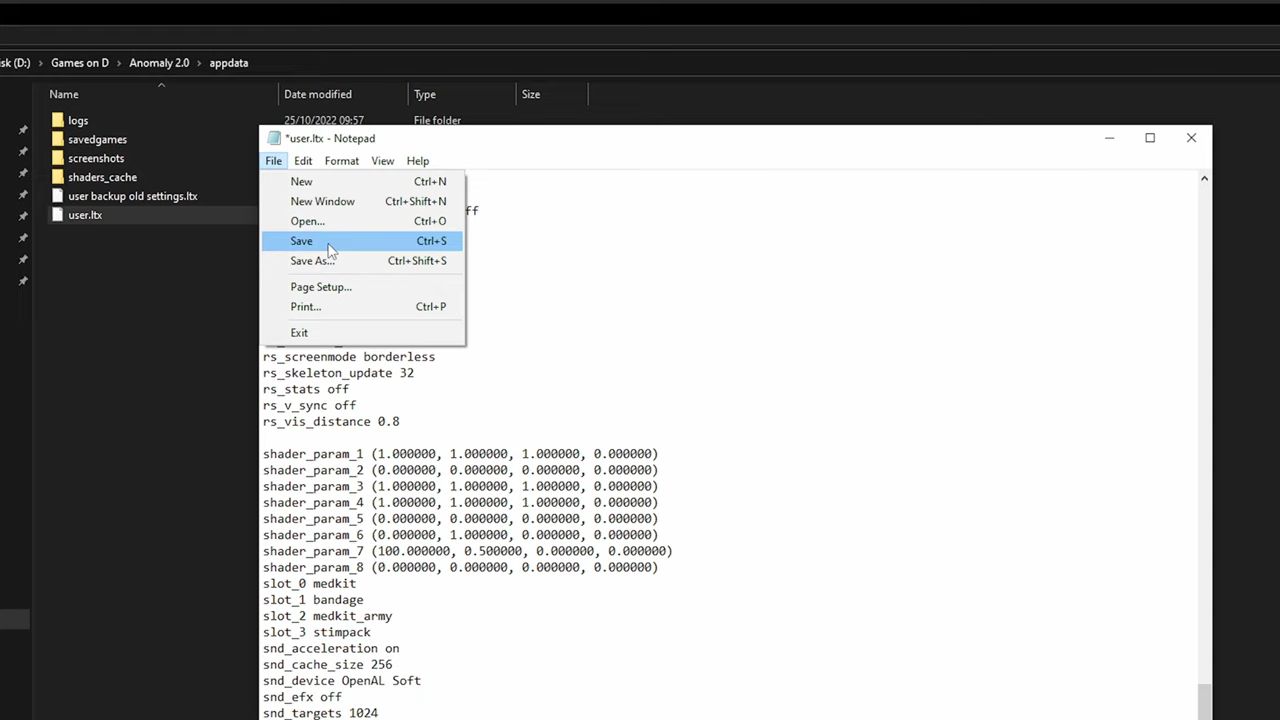 sk (D:) > Games on D > Anomaly 2.0 > appdata
Name Date modified Type Size
logs 25/10/2022 09:57 File folder
savedgames
screenshots
shaders_cache
user backup old settings.ltx
user.ltx
*user.ltx - Notepad
File Edit Format View Help
New Ctrl+N
New Window Ctrl+Shift+N
ff
Open... Ctrl+O
Save Ctrl+S
Save As... Ctrl+Shift+S
Page Setup...
Print... Ctrl+P
Exit
rs_screenmode borderless
rs_skeleton_update 32
rs_stats off
rs_v_sync off
rs_vis_distance 0.8
shader_param_1 (1.000000, 1.000000, 1.000000, 0.000000)
shader_param_2 (0.000000, 0.000000, 0.000000, 0.000000)
shader_param_3 (1.000000, 1.000000, 1.000000, 0.000000)
shader_param_4 (1.000000, 1.000000, 1.000000, 0.000000)
shader_param_5 (0.000000, 0.000000, 0.000000, 0.000000)
shader_param_6 (0.000000, 1.000000, 0.000000, 0.000000)
shader_param_7 (100.000000, 0.500000, 0.000000, 0.000000)
shader_param_8 (0.000000, 0.000000, 0.000000, 0.000000)
slot_0 medkit
slot_1 bandage
slot_2 medkit_army
slot_3 stimpack
snd_acceleration on
snd_cache_size 256
snd_device OpenAL Soft
snd_efx off
snd_targets 1024